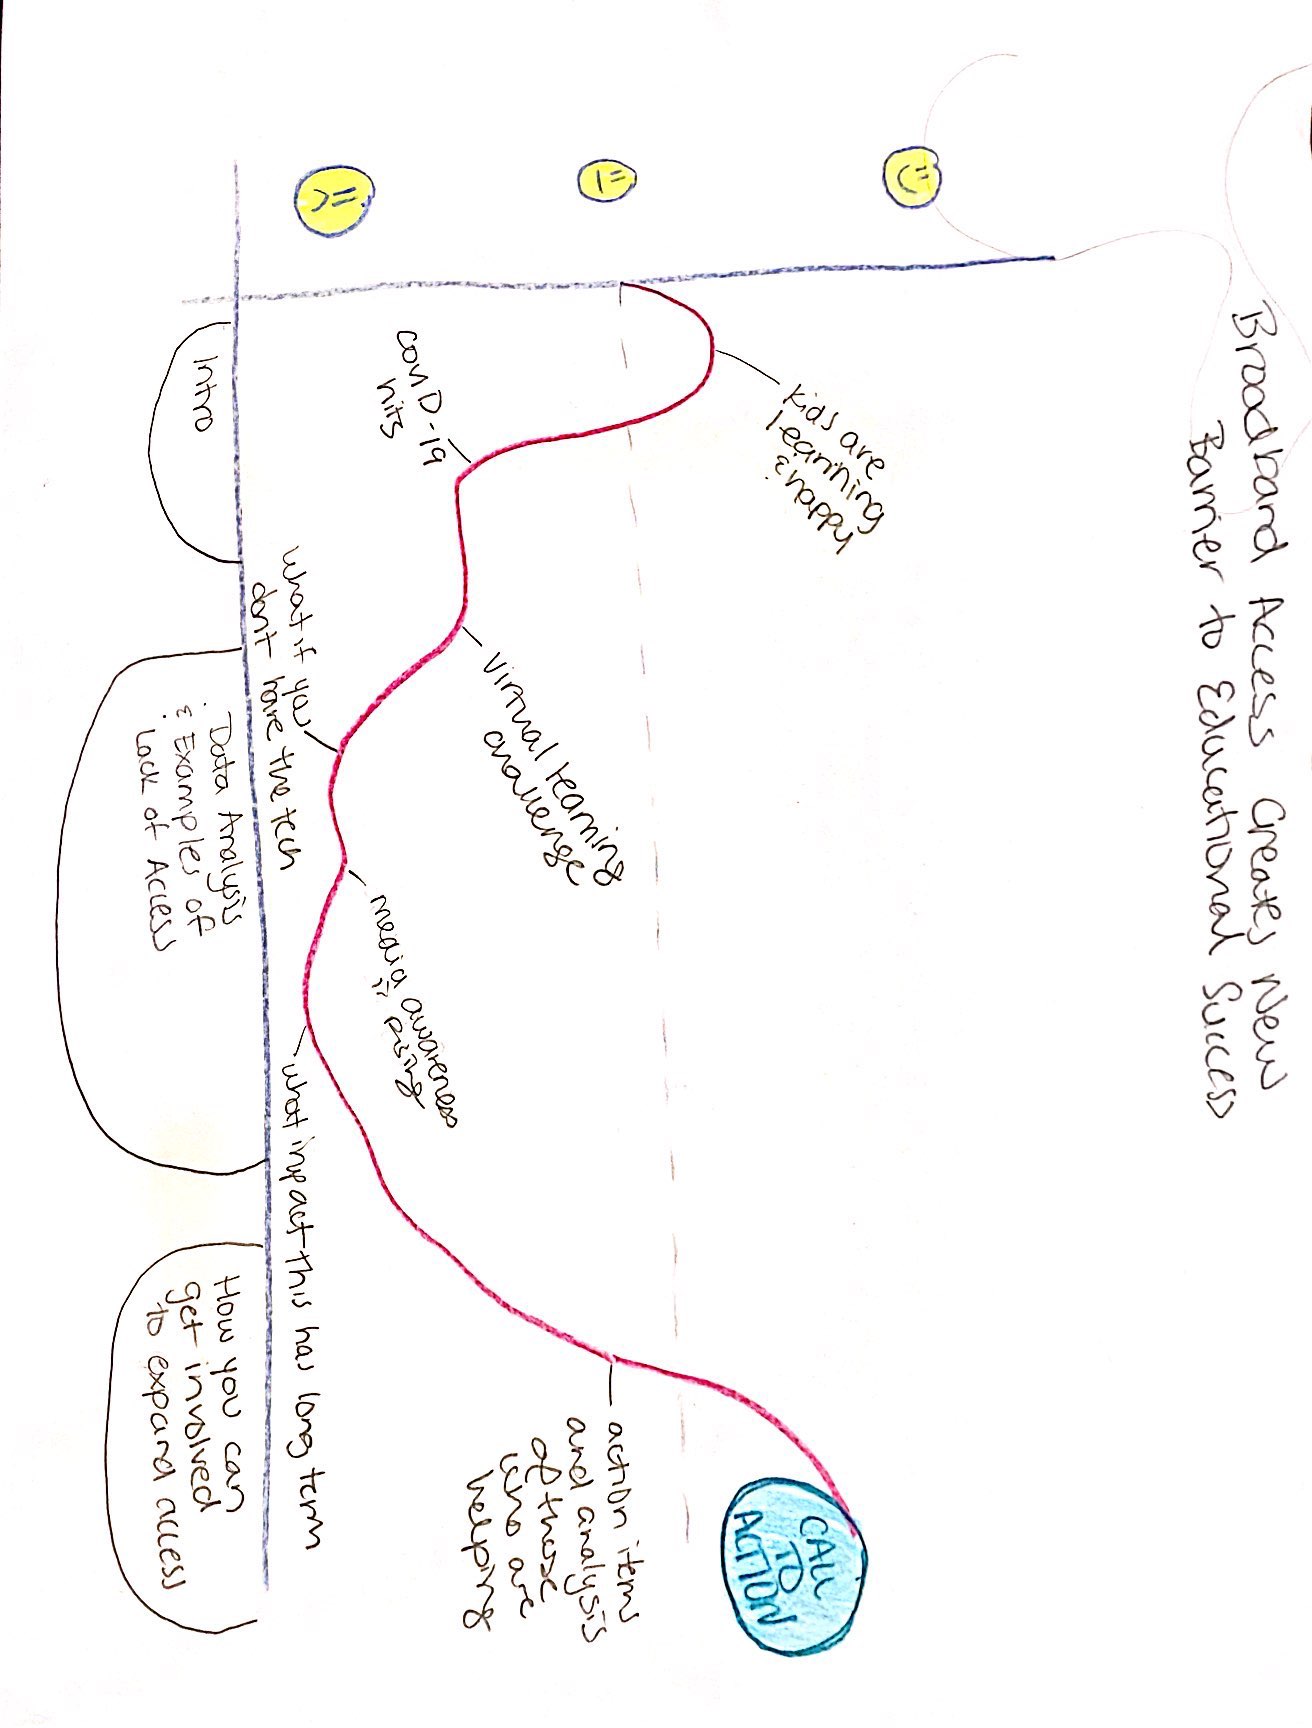 Broadband Access Creates New
Barrier to Educational Success
=)
=|
=(
kids are
learning
& happy
COVID-19
hits
virtual learning
challenge
what if you
don't have the tech
media awareness
is rising
what impact this has long term
action items
and analysis
of those
who are
helping
CALL
TO
ACTION
Intro
Data Analysis
& Examples of
Lack of Access
How you can
get involved
to expand access